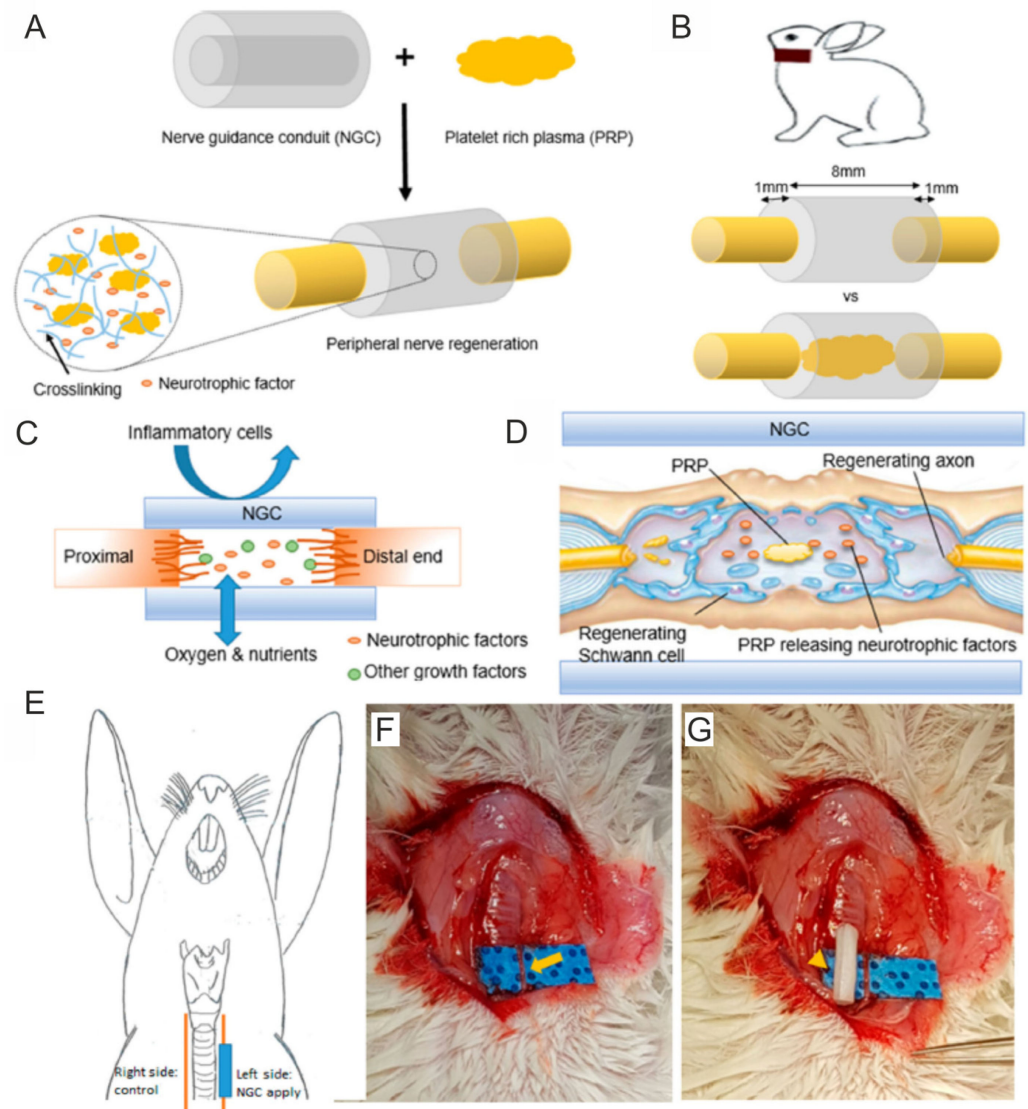 A
+
Nerve guidance conduit (NGC)
Platelet rich plasma (PRP)
Crosslinking
Neurotrophic factor
Peripheral nerve regeneration
B
8mm
1mm
1mm
vs
C
Inflammatory cells
NGC
Proximal
Distal end
Oxygen & nutrients
Neurotrophic factors
Other growth factors
D
NGC
PRP
Regenerating axon
Regenerating
Schwann cell
PRP releasing neurotrophic factors
E
Right side:
control
Left side:
NGC apply
F
G